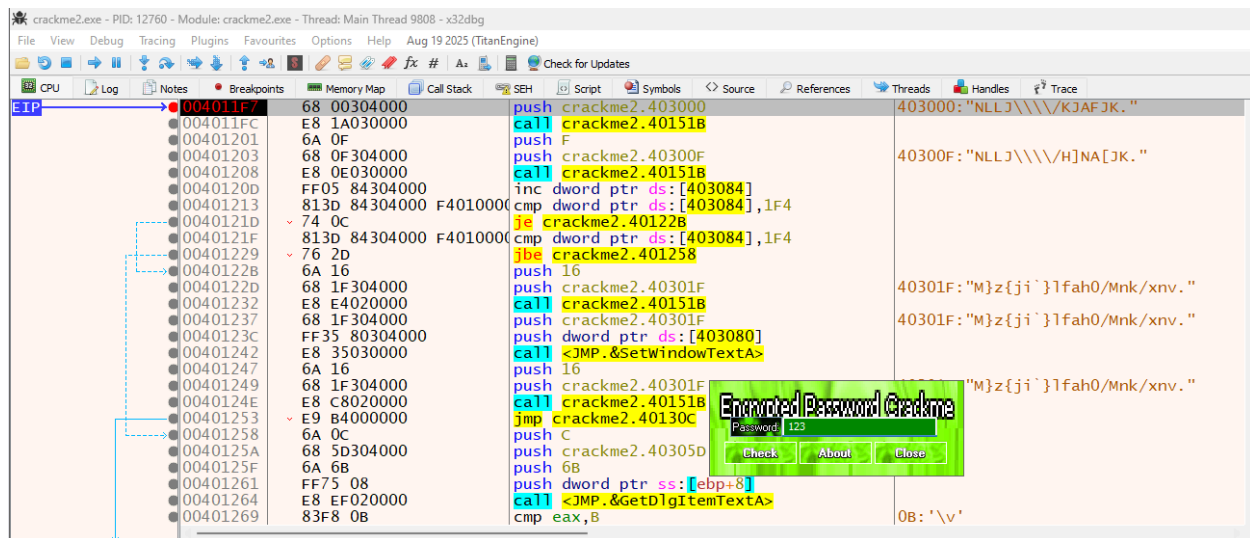 crackme2.exe - PID: 12760 - Module: crackme2.exe - Thread: Main Thread 9808 - x32dbg
File View Debug Tracing Plugins Favourites Options Help Aug 19 2025 (TitanEngine)
fx # A2 Check for Updates
CPU Log Notes Breakpoints Memory Map Call Stack SEH Script Symbols Source References Threads Handles Trace
EIP 004011F7 68 00304000 push crackme2.403000 403000:"NLLJ\\\\/KJAFJK."
004011FC E8 1A030000 call crackme2.40151B
00401201 6A 0F push F
00401203 68 0F304000 push crackme2.40300F 40300F:"NLLJ\\\\/H]NA[JK."
00401208 E8 0E030000 call crackme2.40151B
0040120D FF05 84304000 inc dword ptr ds:[403084]
00401213 813D 84304000 F4010000 cmp dword ptr ds:[403084],1F4
0040121D 74 0C je crackme2.40122B
0040121F 813D 84304000 F4010000 cmp dword ptr ds:[403084],1F4
00401229 76 2D jbe crackme2.401258
0040122B 6A 16 push 16
0040122D 68 1F304000 push crackme2.40301F 40301F:"M}z{ji`}lfah0/Mnk/xnv."
00401232 E8 E4020000 call crackme2.40151B
00401237 68 1F304000 push crackme2.40301F 40301F:"M}z{ji`}lfah0/Mnk/xnv."
0040123C FF35 80304000 push dword ptr ds:[403080]
00401242 E8 35030000 call <JMP.&SetWindowTextA>
00401247 6A 16 push 16
00401249 68 1F304000 push crackme2.40301F "M}z{ji`}lfah0/Mnk/xnv."
0040124E E8 C8020000 call crackme2.40151B
00401253 E9 B4000000 jmp crackme2.40130C
00401258 6A 0C push C
0040125A 68 5D304000 push crackme2.40305D
0040125F 6A 6B push 6B
00401261 FF75 08 push dword ptr ss:[ebp+8]
00401264 E8 EF020000 call <JMP.&GetDlgItemTextA>
00401269 83F8 0B cmp eax,B 0B:'\v'
Encrypted Password Crackme
Password: 123
Check About Close